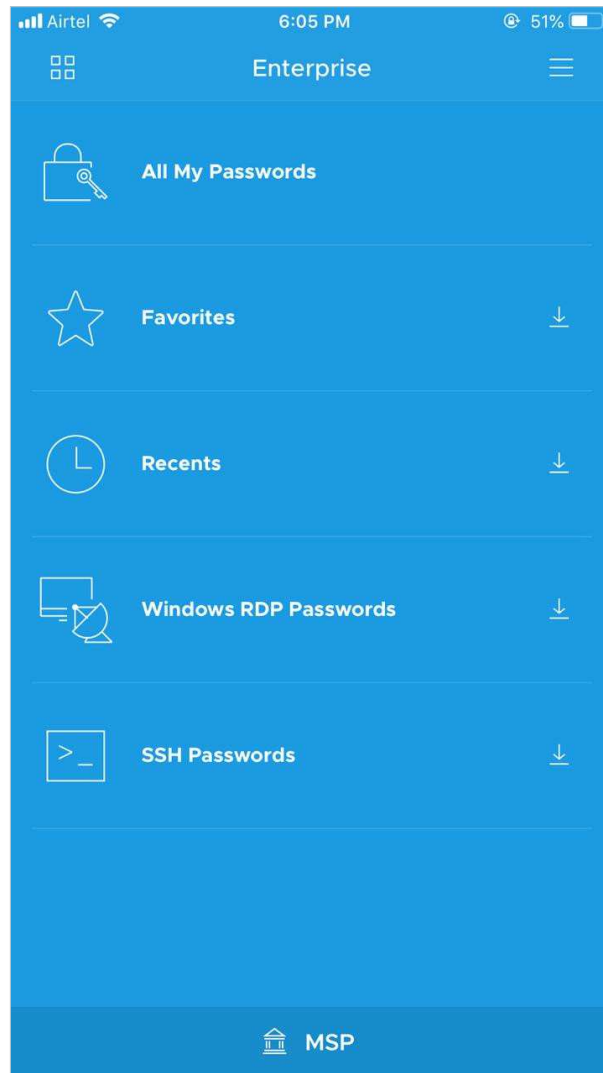 Airtel 6:05 PM 51%
Enterprise
All My Passwords
Favorites
Recents
Windows RDP Passwords
>_ SSH Passwords
MSP